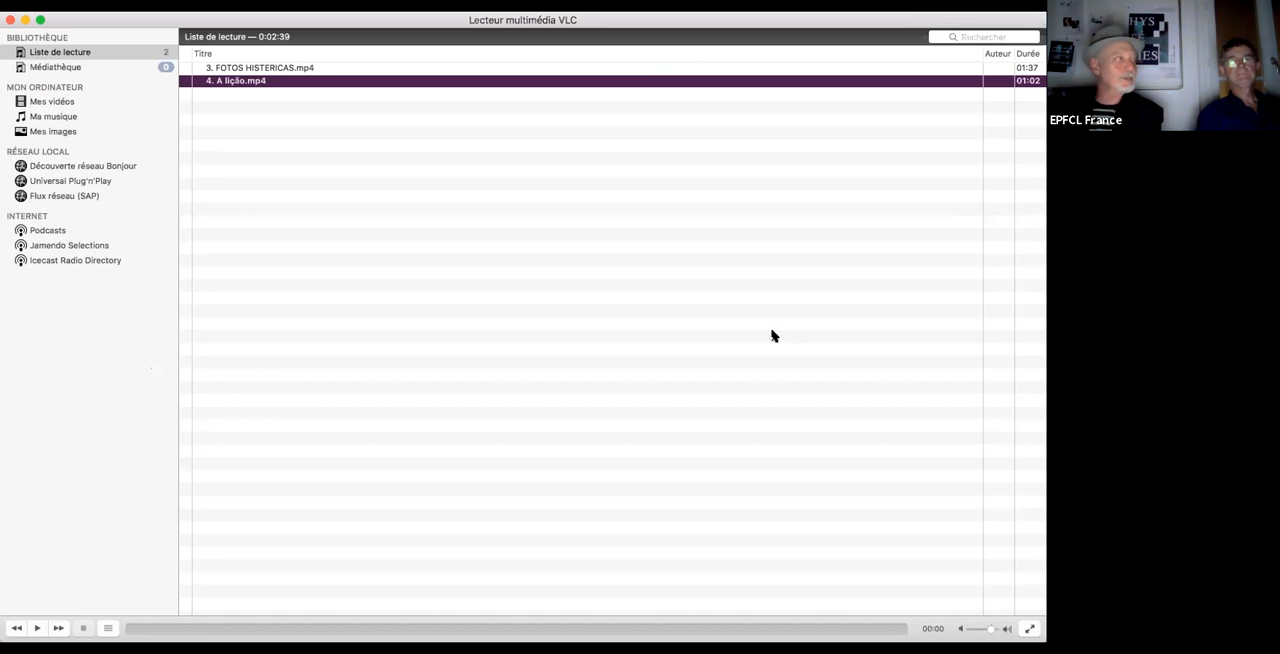 Lecteur multimédia VLC
BIBLIOTHÈQUE
Liste de lecture 2
Médiathèque 0
MON ORDINATEUR
Mes vidéos
Ma musique
Mes images
RÉSEAU LOCAL
Découverte réseau Bonjour
Universal Plug'n'Play
Flux réseau (SAP)
INTERNET
Podcasts
Jamendo Selections
Icecast Radio Directory
Liste de lecture — 0:02:39
Rechercher
Titre Auteur Durée
3. FOTOS HISTERICAS.mp4 01:37
4. A lição.mp4 01:02
00:00
EPFCL France